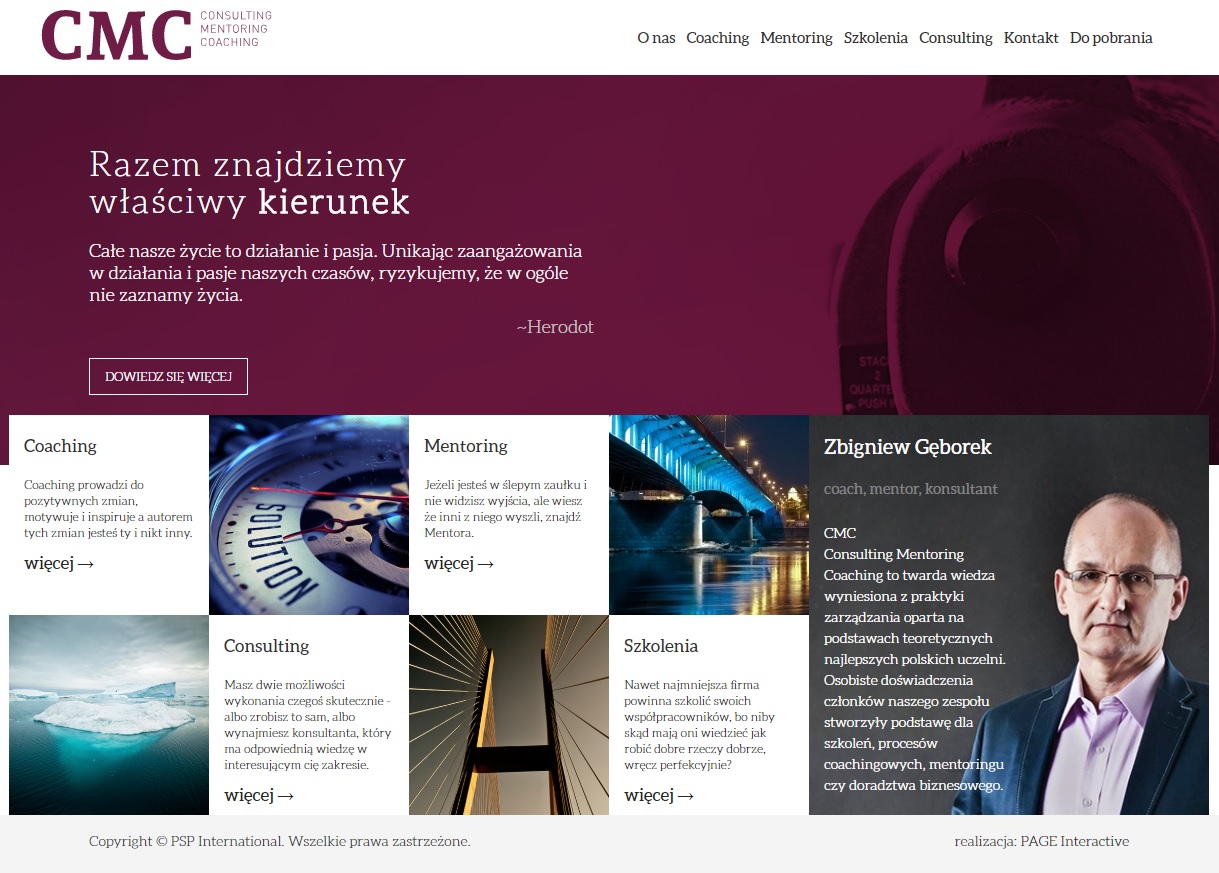 CMC
CONSULTING
MENTORING
COACHING
O nas Coaching Mentoring Szkolenia Consulting Kontakt Do pobrania
Razem znajdziemy
właściwy kierunek
Całe nasze życie to działanie i pasja. Unikając zaangażowania
w działania i pasje naszych czasów, ryzykujemy, że w ogóle
nie zaznamy życia.
~Herodot
DOWIEDZ SIĘ WIĘCEJ
STAC
2
QUARTE
PUSH
Coaching
Coaching prowadzi do
pozytywnych zmian,
motywuje i inspiruje a autorem
tych zmian jesteś ty i nikt inny.
więcej →
SOLUTION
Mentoring
Jeżeli jesteś w ślepym zaułku i
nie widzisz wyjścia, ale wiesz
że inni z niego wyszli, znajdź
Mentora.
więcej →
Consulting
Masz dwie możliwości
wykonania czegoś skutecznie -
albo zrobisz to sam, albo
wynajmiesz konsultanta, który
ma odpowiednią wiedzę w
interesującym cię zakresie.
więcej →
Szkolenia
Nawet najmniejsza firma
powinna szkolić swoich
współpracowników, bo niby
skąd mają oni wiedzieć jak
robić dobre rzeczy dobrze,
wręcz perfekcyjnie?
więcej →
Zbigniew Gęborek
coach, mentor, konsultant
CMC
Consulting Mentoring
Coaching to twarda wiedza
wyniesiona z praktyki
zarządzania oparta na
podstawach teoretycznych
najlepszych polskich uczelni.
Osobiste doświadczenia
członków naszego zespołu
stworzyły podstawę dla
szkoleń, procesów
coachingowych, mentoringu
czy doradztwa biznesowego.
Copyright © PSP International. Wszelkie prawa zastrzeżone.
realizacja: PAGE Interactive